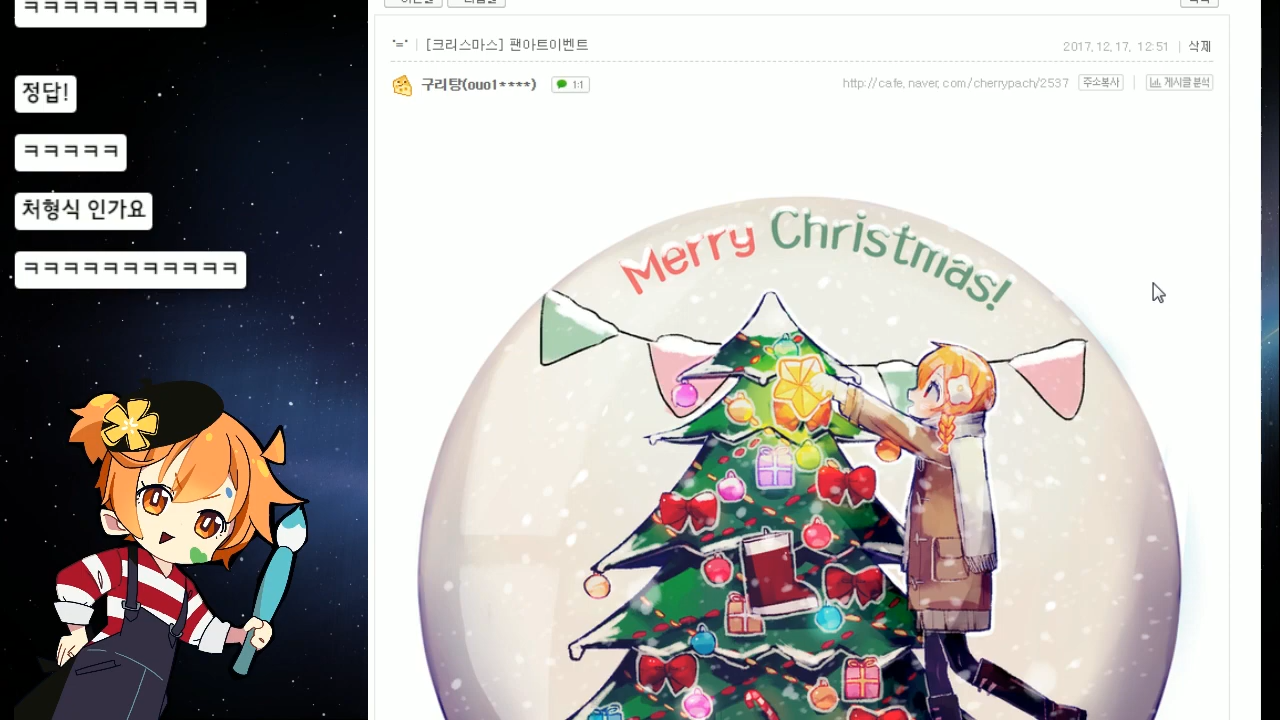 ㅋㅋㅋㅋㅋㅋㅋㅋㅋ
정답!
ㅋㅋㅋㅋㅋ
처형식 인가요
ㅋㅋㅋㅋㅋㅋㅋㅋㅋㅋㅋ
"=" | [크리스마스] 팬아트이벤트
2017.12.17. 12:51 | 삭제
구리탕(ouo1****) 1:1
http://cafe.naver.com/cherrypach/2537 주소복사 | 게시글 분석
Merry Christmas!